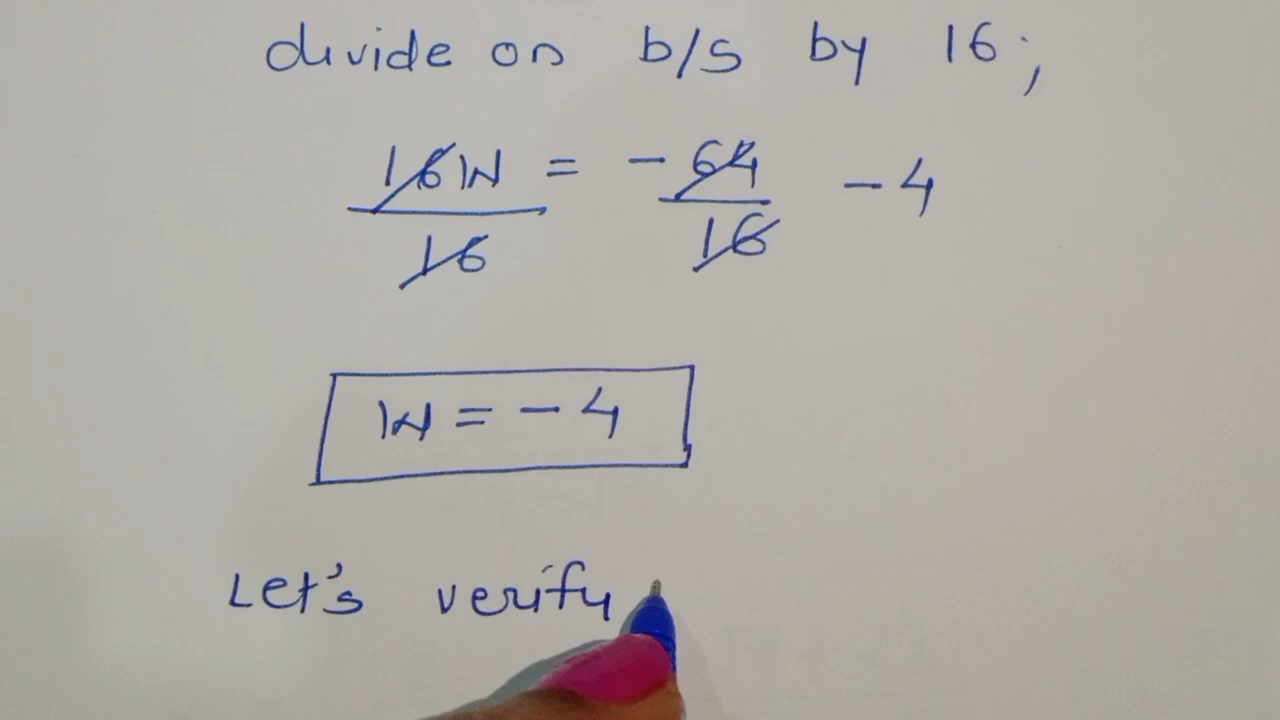 divide on b/s by 16;
16W = -64 -4
16 16
W = -4
Let's verify